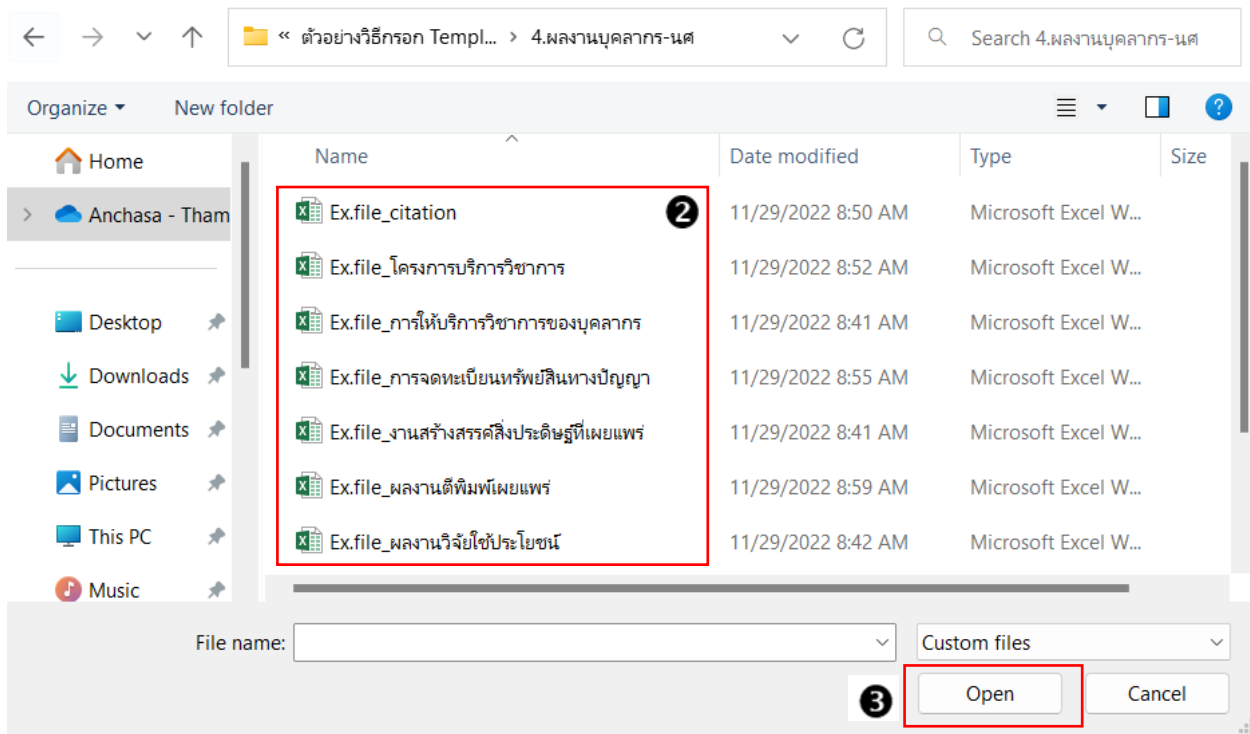 « ตัวอย่างวิธีกรอก Templ... > 4.ผลงานบุคลากร-นศ
Search 4.ผลงานบุคลากร-นศ
Organize
New folder
Home
Anchasa - Tham
Desktop
Downloads
Documents
Pictures
This PC
Music
Name Date modified Type Size
Ex.file_citation ❷ 11/29/2022 8:50 AM Microsoft Excel W...
Ex.file_โครงการบริการวิชาการ 11/29/2022 8:52 AM Microsoft Excel W...
Ex.file_การให้บริการวิชาการของบุคลากร 11/29/2022 8:41 AM Microsoft Excel W...
Ex.file_การจดทะเบียนทรัพย์สินทางปัญญา 11/29/2022 8:55 AM Microsoft Excel W...
Ex.file_งานสร้างสรรค์สิ่งประดิษฐ์ที่เผยแพร่ 11/29/2022 8:41 AM Microsoft Excel W...
Ex.file_ผลงานตีพิมพ์เผยแพร่ 11/29/2022 8:59 AM Microsoft Excel W...
Ex.file_ผลงานวิจัยใช้ประโยชน์ 11/29/2022 8:42 AM Microsoft Excel W...
File name:
Custom files
❸ Open Cancel